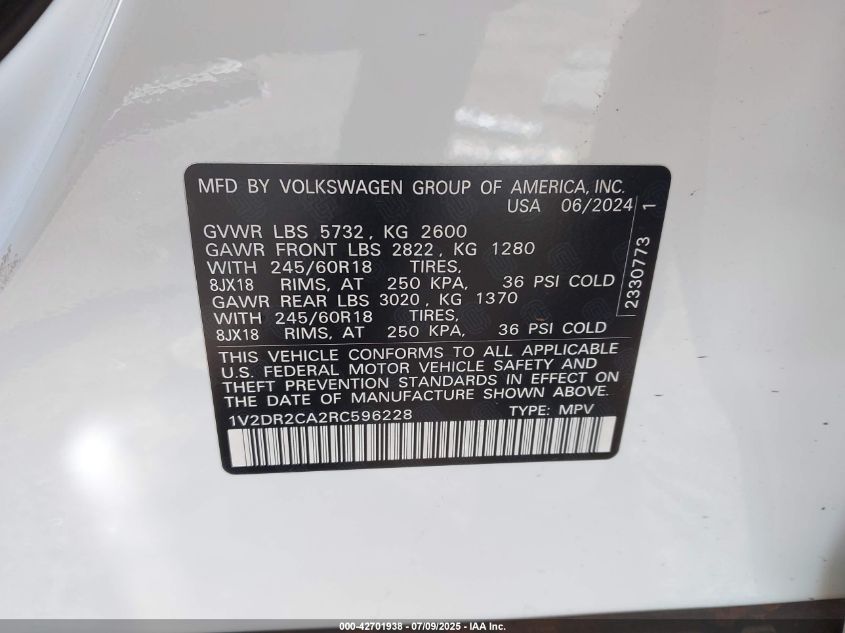 MFD BY VOLKSWAGEN GROUP OF AMERICA, INC.
USA 06/2024
GVWR LBS 5732, KG 2600
GAWR FRONT LBS 2822, KG 1280
WITH 245/60R18 TIRES,
8JX18 RIMS, AT 250 KPA, 36 PSI COLD
GAWR REAR LBS 3020, KG 1370
WITH 245/60R18 TIRES,
8JX18 RIMS, AT 250 KPA, 36 PSI COLD
THIS VEHICLE CONFORMS TO ALL APPLICABLE
U.S. FEDERAL MOTOR VEHICLE SAFETY AND
THEFT PREVENTION STANDARDS IN EFFECT ON
THE DATE OF MANUFACTURE SHOWN ABOVE.
1V2DR2CA2RC596228 TYPE: MPV
2330773 1
000-42701938 - 07/09/2025 - IAA Inc.